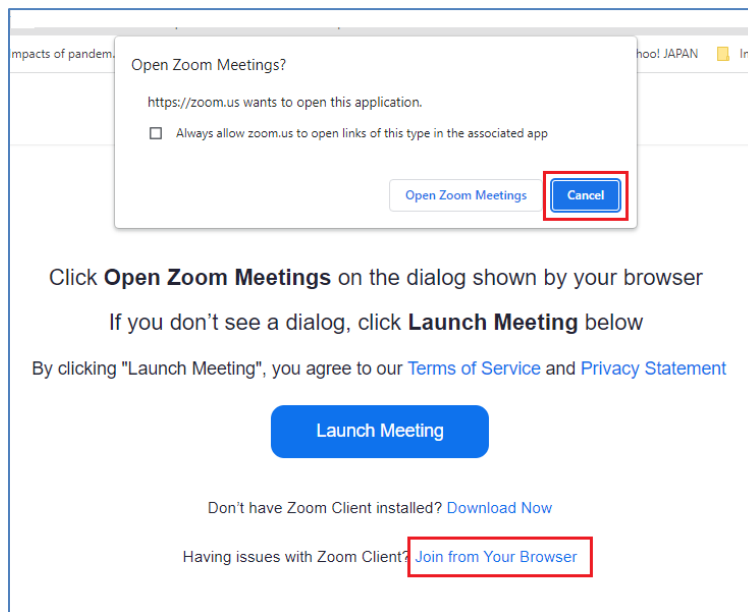 mpacts of pandem.
hoo! JAPAN
Open Zoom Meetings?
https://zoom.us wants to open this application.
Always allow zoom.us to open links of this type in the associated app
Open Zoom Meetings Cancel
Click Open Zoom Meetings on the dialog shown by your browser
If you don’t see a dialog, click Launch Meeting below
By clicking "Launch Meeting", you agree to our Terms of Service and Privacy Statement
Launch Meeting
Don’t have Zoom Client installed? Download Now
Having issues with Zoom Client? Join from Your Browser